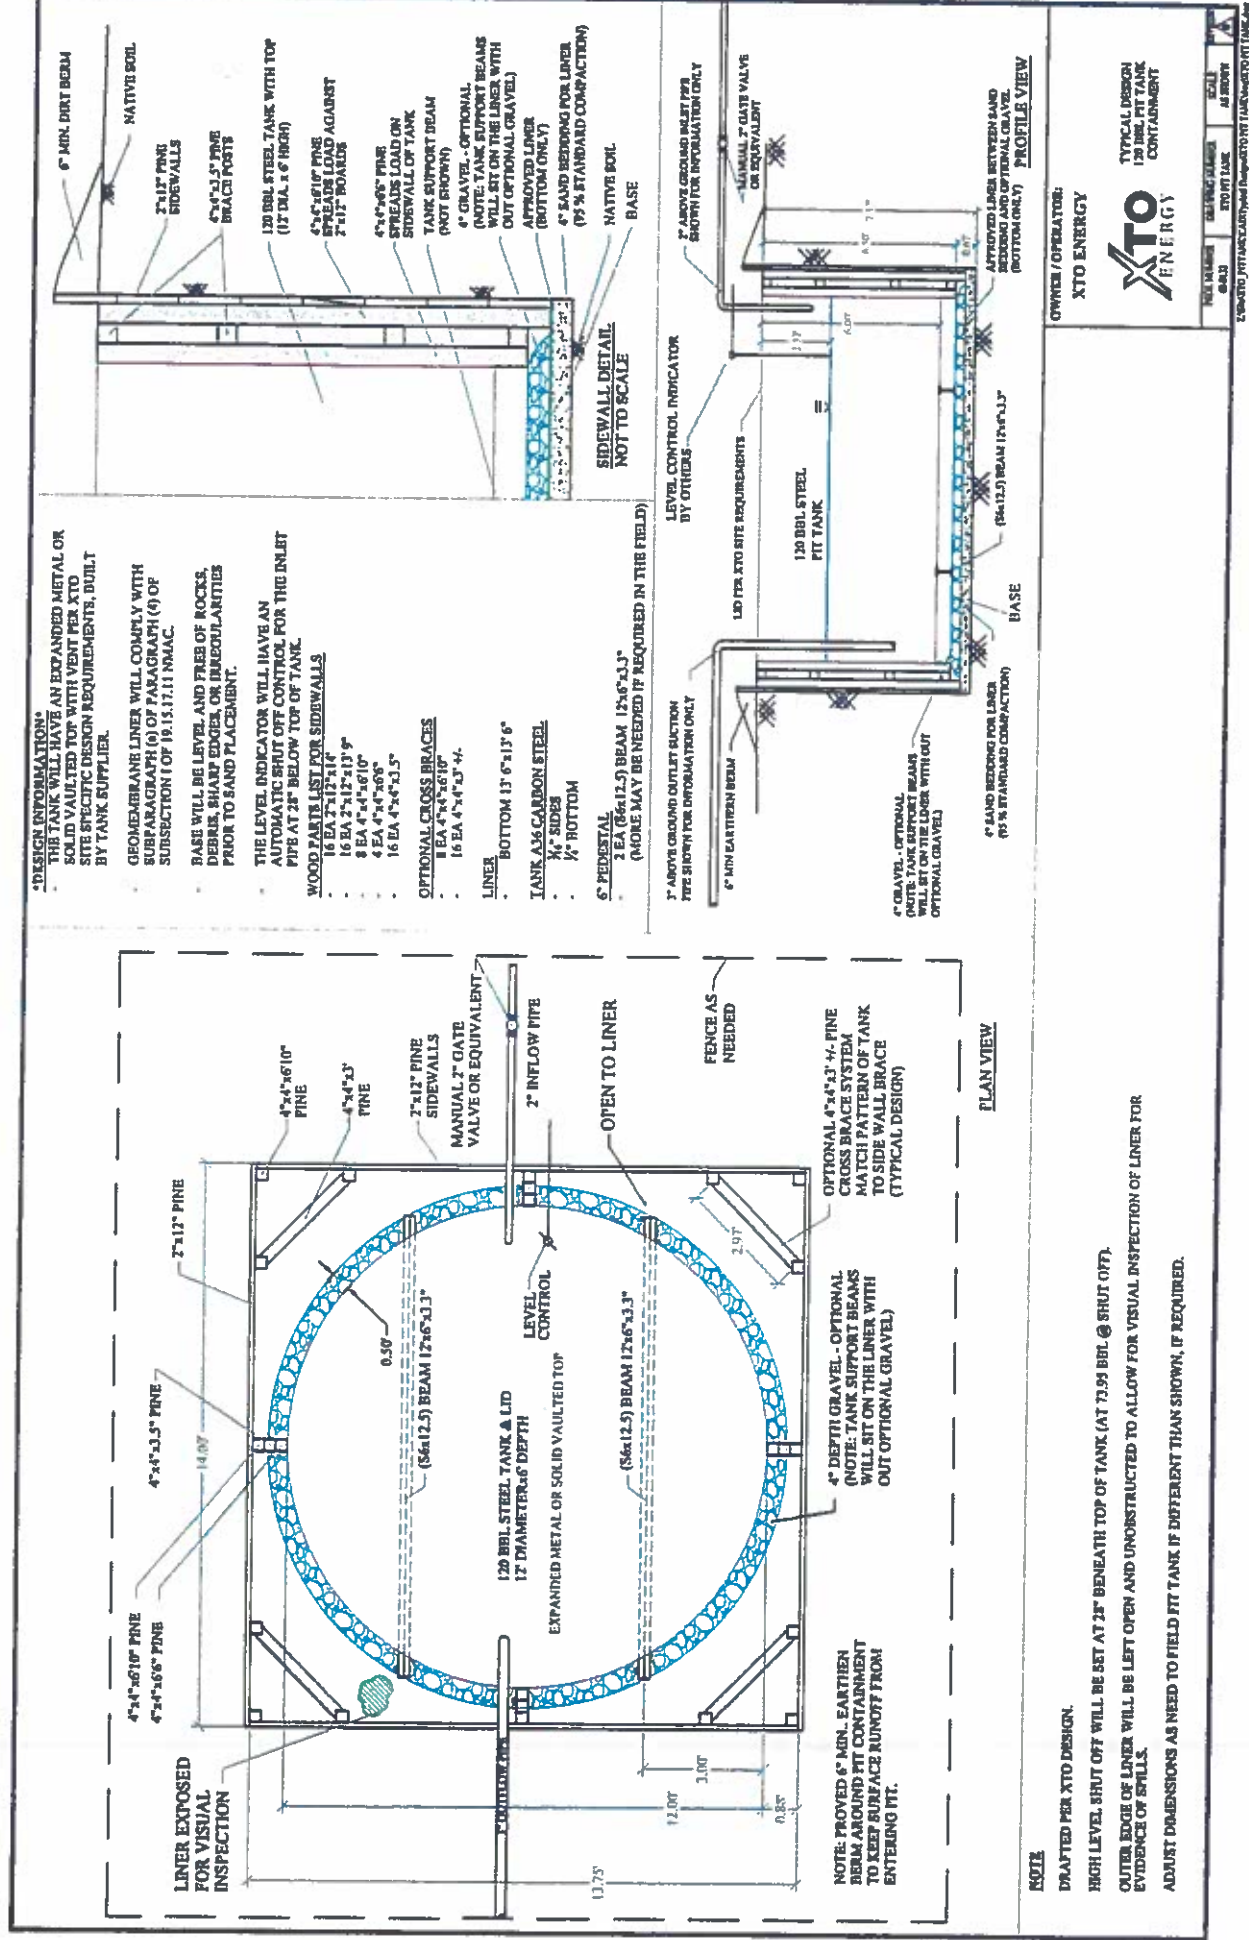 *DESIGN INFORMATION*
- THE TANK WILL HAVE AN EXPANDED METAL OR
SOLID VAULTED TOP WITH VENT PER XTO
SITE SPECIFIC DESIGN REQUIREMENTS, BUILT
BY TANK SUPPLIER.
- GEOMEMBRANE LINER WILL COMPLY WITH
SUBPARAGRAPH (a) OF PARAGRAPH (4) OF
SUBSECTION I OF 19.15.17.11 NMAC.
- BASE WILL BE LEVEL AND FREE OF ROCKS,
DEBRIS, SHARP EDGES, OR IRREGULARITIES
PRIOR TO SAND PLACEMENT.
- THE LEVEL INDICATOR WILL HAVE AN
AUTOMATIC SHUT OFF CONTROL FOR THE INLET
PIPE AT 28" BELOW TOP OF TANK.
WOOD PARTS LIST FOR SIDEWALLS
- 16 EA 2"x12"x14'
- 16 EA 2"x12"x13'9"
- 8 EA 4"x4"x6'10"
- 4 EA 4"x4"x6'6"
- 16 EA 4"x4"x3.5"
OPTIONAL CROSS BRACES
- 8 EA 4"x4"x6'10"
- 16 EA 4"x4"x3' +/-
LINER
- BOTTOM 13' 6"x13' 6"
TANK A36 CARBON STEEL
- 3/16" SIDES
- 1/4" BOTTOM
6" PEDESTAL
- 2 EA (S6x12.5) BEAM 12'x6"x3.3"
(MORE MAY BE NEEDED IF REQUIRED IN THE FIELD)
6" MIN. DIRT BERM
NATIVE SOIL
2"x12" PINE
SIDEWALLS
4"x4"x3.5" PINE
BRACE POSTS
120 BBL STEEL TANK WITH TOP
(12' DIA. x 6' HIGH)
4"x4"x6'10" PINE
SPREADS LOAD AGAINST
2"x12" BOARDS
4"x4"x6'6" PINE
SPREADS LOAD ON
SIDEWALL OF TANK
TANK SUPPORT BEAM
(NOT SHOWN)
4" GRAVEL - OPTIONAL
(NOTE: TANK SUPPORT BEAMS
WILL SIT ON THE LINER WITH
OUT OPTIONAL GRAVEL)
APPROVED LINER
(BOTTOM ONLY)
4" SAND BEDDING FOR LINER
(95 % STANDARD COMPACTION)
NATIVE SOIL
BASE
SIDEWALL DETAIL
NOT TO SCALE
LINER EXPOSED
FOR VISUAL
INSPECTION
4"x4"x6'10" PINE
4"x4"x6'6" PINE
4"x4"x3.5" PINE
2"x12" PINE
14.00'
4"x4"x6'10"
PINE
4"x4"x3'
PINE
2"x12" PINE
SIDEWALLS
MANUAL 2" GATE
VALVE OR EQUIVALENT
2" INFLOW PIPE
OPEN TO LINER
FENCE AS
NEEDED
0.50'
(S6x12.5) BEAM 12'x6"x3.3"
LEVEL
CONTROL
120 BBL STEEL TANK & LID
12' DIAMETERx6' DEPTH
EXPANDED METAL OR SOLID VAULTED TOP
(S6x12.5) BEAM 12'x6"x3.3"
3" OUTFLOW PIPE
13.75'
12.00'
3.00'
0.88'
2.97'
4" DEPTH GRAVEL - OPTIONAL
(NOTE: TANK SUPPORT BEAMS
WILL SIT ON THE LINER WITH
OUT OPTIONAL GRAVEL)
OPTIONAL 4"x4"x3' +/- PINE
CROSS BRACE SYSTEM
MATCH PATTERN OF TANK
TO SIDE WALL BRACE
(TYPICAL DESIGN)
NOTE: PROVED 6" MIN. EARTHEN
BERM AROUND PIT CONTAINMENT
TO KEEP SURFACE RUNOFF FROM
ENTERING PIT.
PLAN VIEW
3" ABOVE GROUND OUTLET SUCTION
PIPE SHOWN FOR INFORMATION ONLY
6" MIN EARTHERN BERM
LEVEL CONTROL INDICATOR
BY OTHERS
LID PER XTO SITE REQUIREMENTS
120 BBL STEEL
PIT TANK
2" ABOVE GROUND INLET PIPE
SHOWN FOR INFORMATION ONLY
MANUAL 2" GATE VALVE
OR EQUIVALENT
6.00'
0.67'
4" GRAVEL - OPTIONAL
(NOTE: TANK SUPPORT BEAMS
WILL SIT ON THE LINER WITH OUT
OPTIONAL GRAVEL)
4" SAND BEDDING FOR LINER
(95 % STANDARD COMPACTION)
BASE
(S6x12.5) BEAM 12'x6"x3.3"
APPROVED LINER BETWEEN SAND
BEDDING AND OPTIONAL GRAVEL
(BOTTOM ONLY)
PROFILE VIEW
NOTE
DRAFTED PER XTO DESIGN.
HIGH LEVEL SHUT OFF WILL BE SET AT 28" BENEATH TOP OF TANK (AT 73.95 BBL @ SHUT OFF).
OUTER EDGE OF LINER WILL BE LEFT OPEN AND UNOBSTRUCTED TO ALLOW FOR VISUAL INSPECTION OF LINER FOR
EVIDENCE OF SPILLS.
ADJUST DIMENSIONS AS NEED TO FIELD FIT TANK IF DIFFERENT THAN SHOWN, IF REQUIRED.
OWNER / OPERATOR:
XTO ENERGY
XTO
ENERGY
TYPICAL DESIGN
120 BBL PIT TANK
CONTAINMENT
XTO PIT TANK
SCALE
AS SHOWN